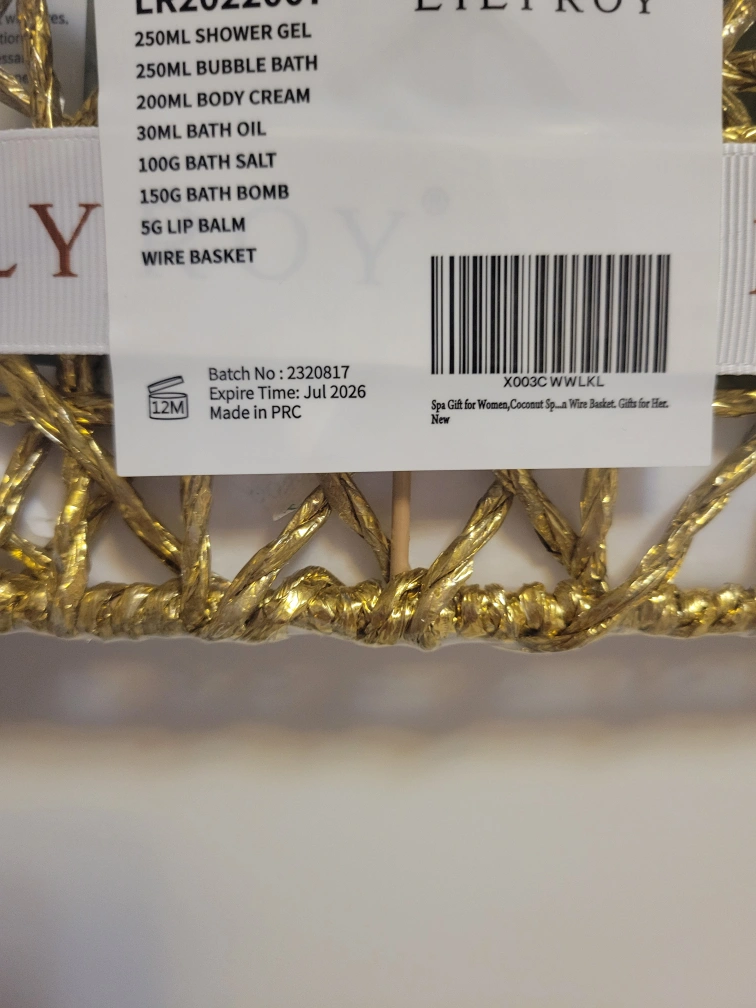 250ML SHOWER GEL
250ML BUBBLE BATH
200ML BODY CREAM
30ML BATH OIL
100G BATH SALT
150G BATH BOMB
5G LIP BALM
WIRE BASKET
LY
Batch No : 2320817
Expire Time: Jul 2026
Made in PRC
12M
X003CWWLKL
Spa Gift for Women,Coconut Sp...n Wire Basket. Gifts for Her.
New